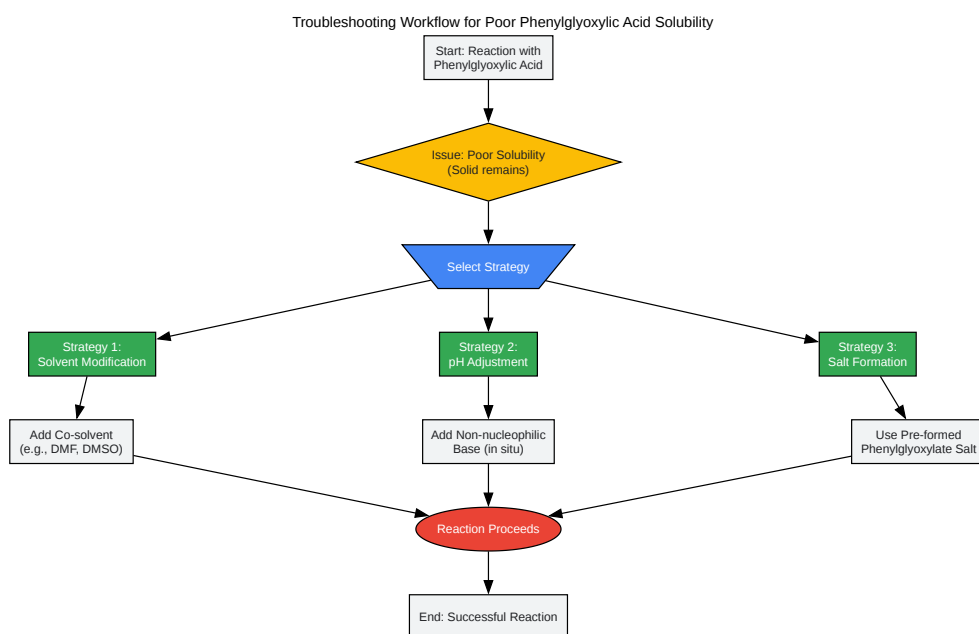 Troubleshooting Workflow for Poor Phenylglyoxylic Acid Solubility
Start: Reaction with
Phenylglyoxylic Acid
Issue: Poor Solubility
(Solid remains)
Select Strategy
Strategy 1:
Solvent Modification
Strategy 2:
pH Adjustment
Strategy 3:
Salt Formation
Add Co-solvent
(e.g., DMF, DMSO)
Add Non-nucleophilic
Base (in situ)
Use Pre-formed
Phenylglyoxylate Salt
Reaction Proceeds
End: Successful Reaction